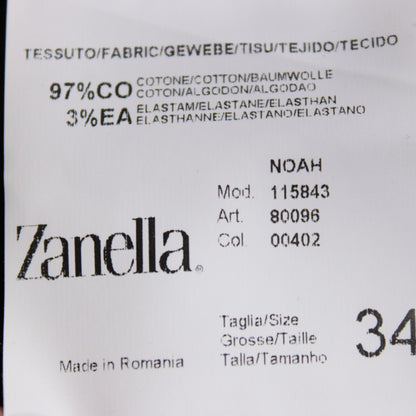 TESSUTO/FABRIC/GEWEBE/TISU/TEJIDO/TECIDO
97%CO COTONE/COTTON/BAUMWOLLE
COTON/ALGODON/ALGODAO
3%EA ELASTAM/ELASTANE/ELASTHAN
ELASTHANNE/ELASTANO/ELASTANO
NOAH
Mod. 115843
Art. 80096
Col. 00402
Zanella®
Taglia/Size
Grosse/Taille
Talla/Tamanho
34
Made in Romania